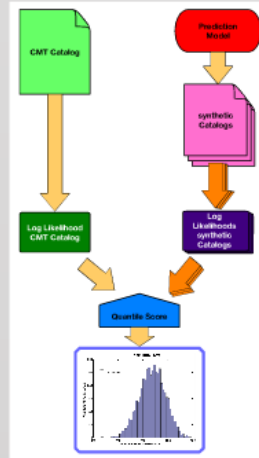 CMT Catalog
Prediction
Model
synthetic
Catalogs
Log Likelihood
CMT Catalog
Log
Likelihoods
synthetic
Catalogs
Quantile Score